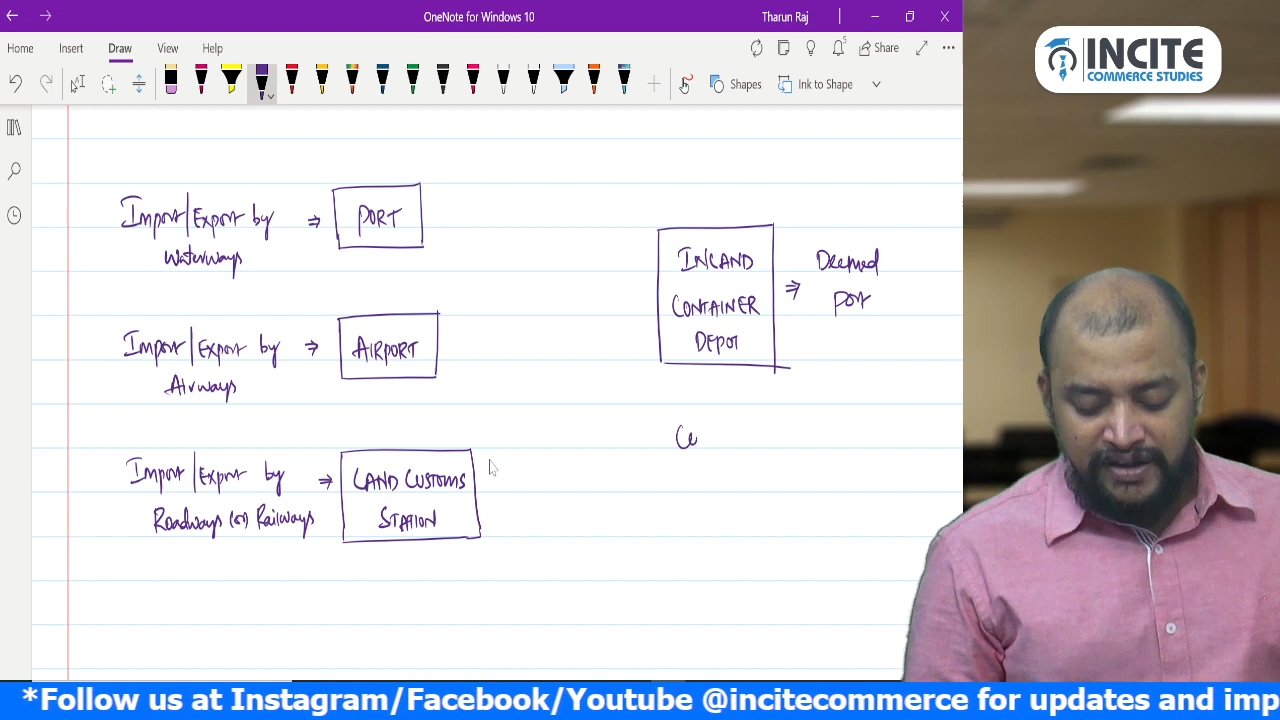 OneNote for Windows 10
Tharun Raj
Home Insert Draw View Help
5
Share
Shapes
Ink to Shape
INCITE
COMMERCE STUDIES
Import|Export by
Waterways
⇒ PORT
Import|Export by
Airways
⇒ AIRPORT
Import|Export by
Roadways (or) Railways
⇒ LAND CUSTOMS
STATION
INLAND
CONTAINER
DEPOT
⇒ Deemed
Port
Ce
*Follow us at Instagram/Facebook/Youtube @incitecommerce for updates and imp